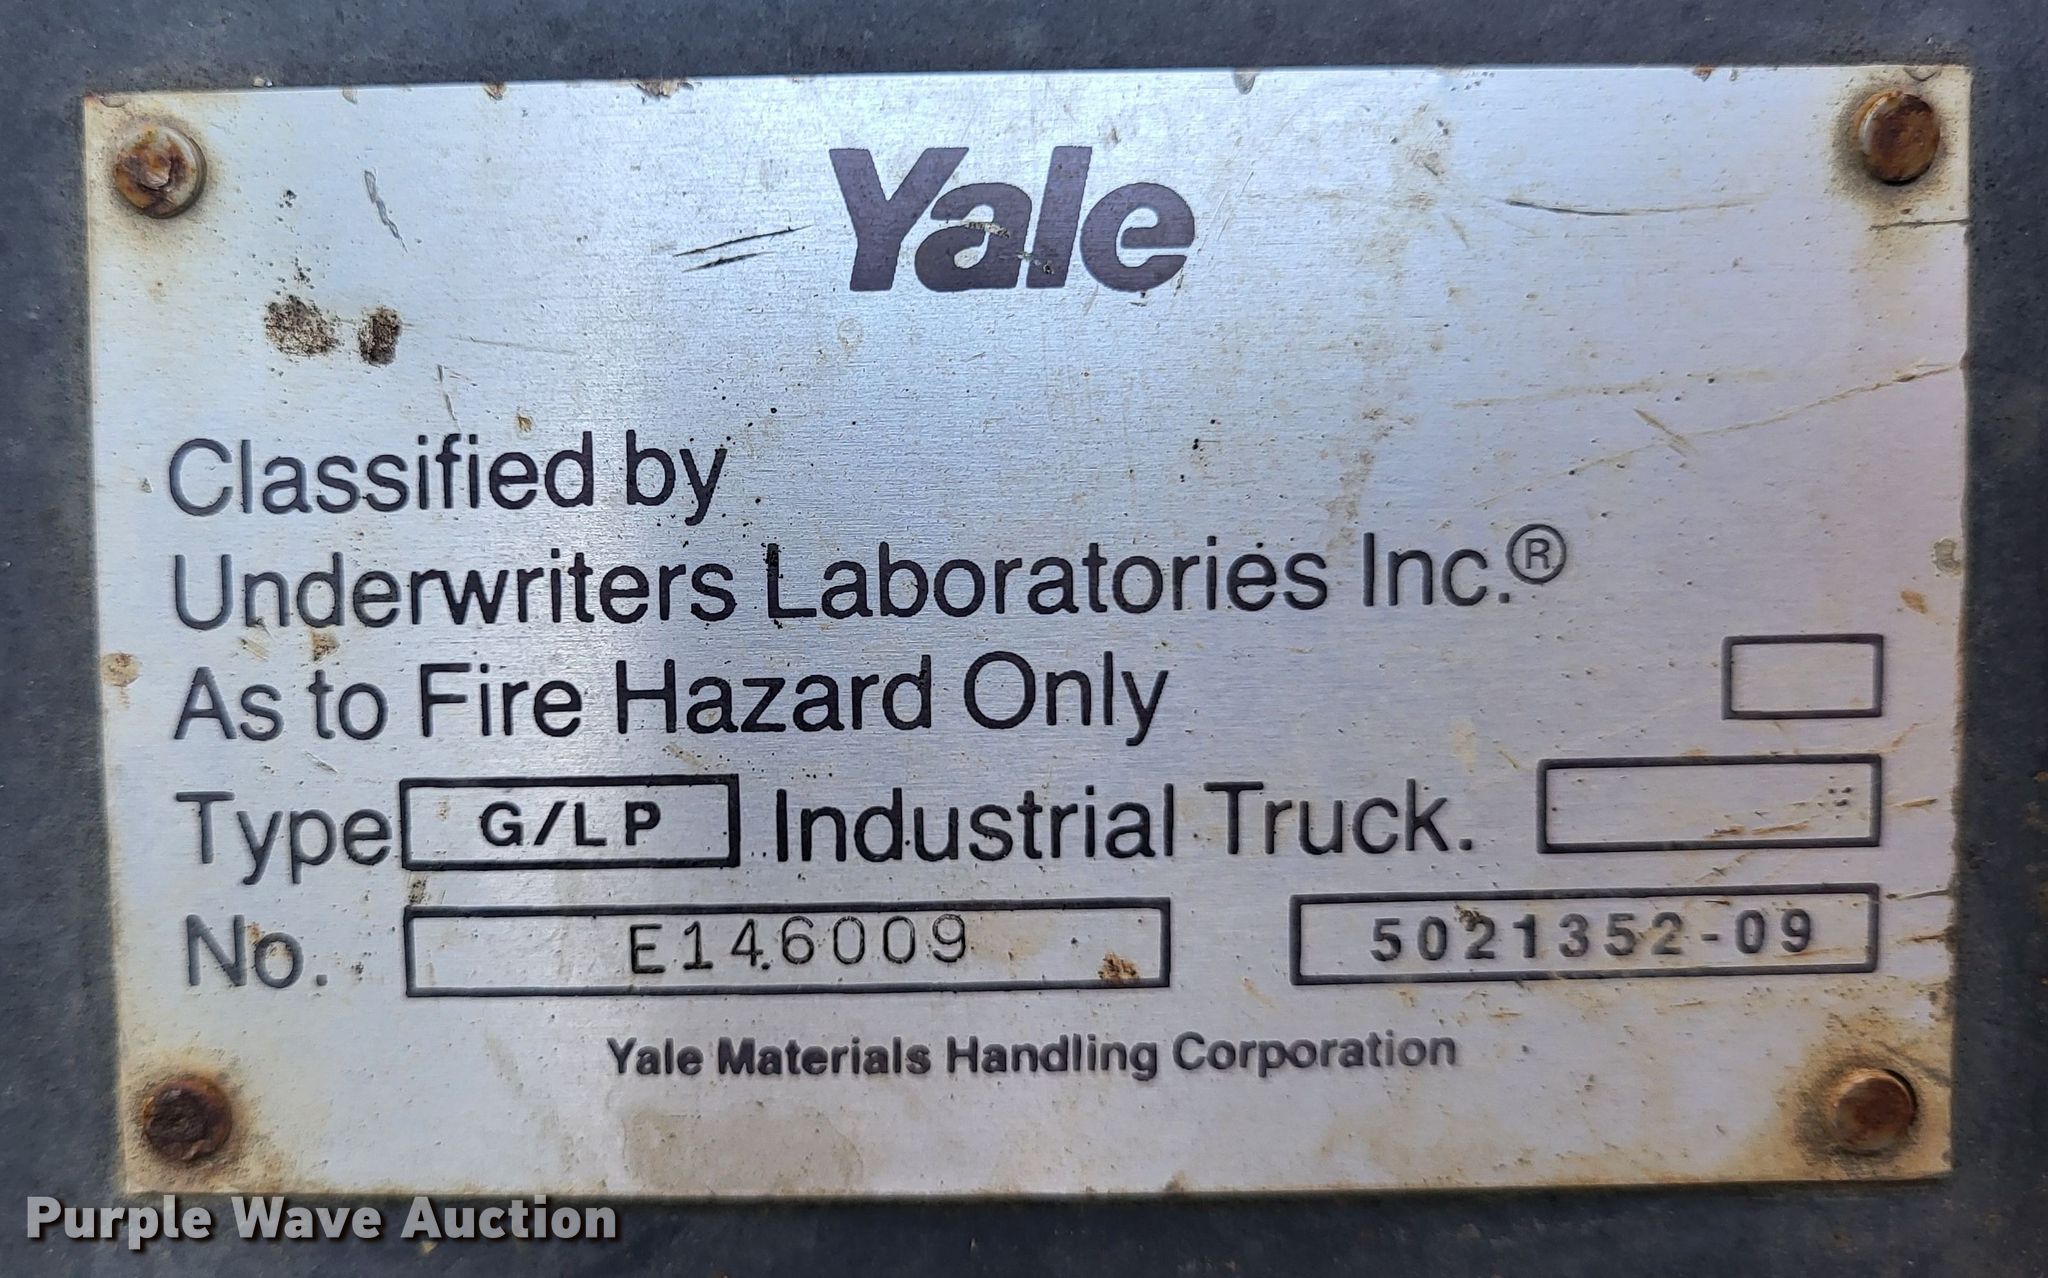 Yale
Classified by
Underwriters Laboratories Inc.®
As to Fire Hazard Only
Type G/LP Industrial Truck.
No. E146009 5021352-09
Yale Materials Handling Corporation
Purple Wave Auction